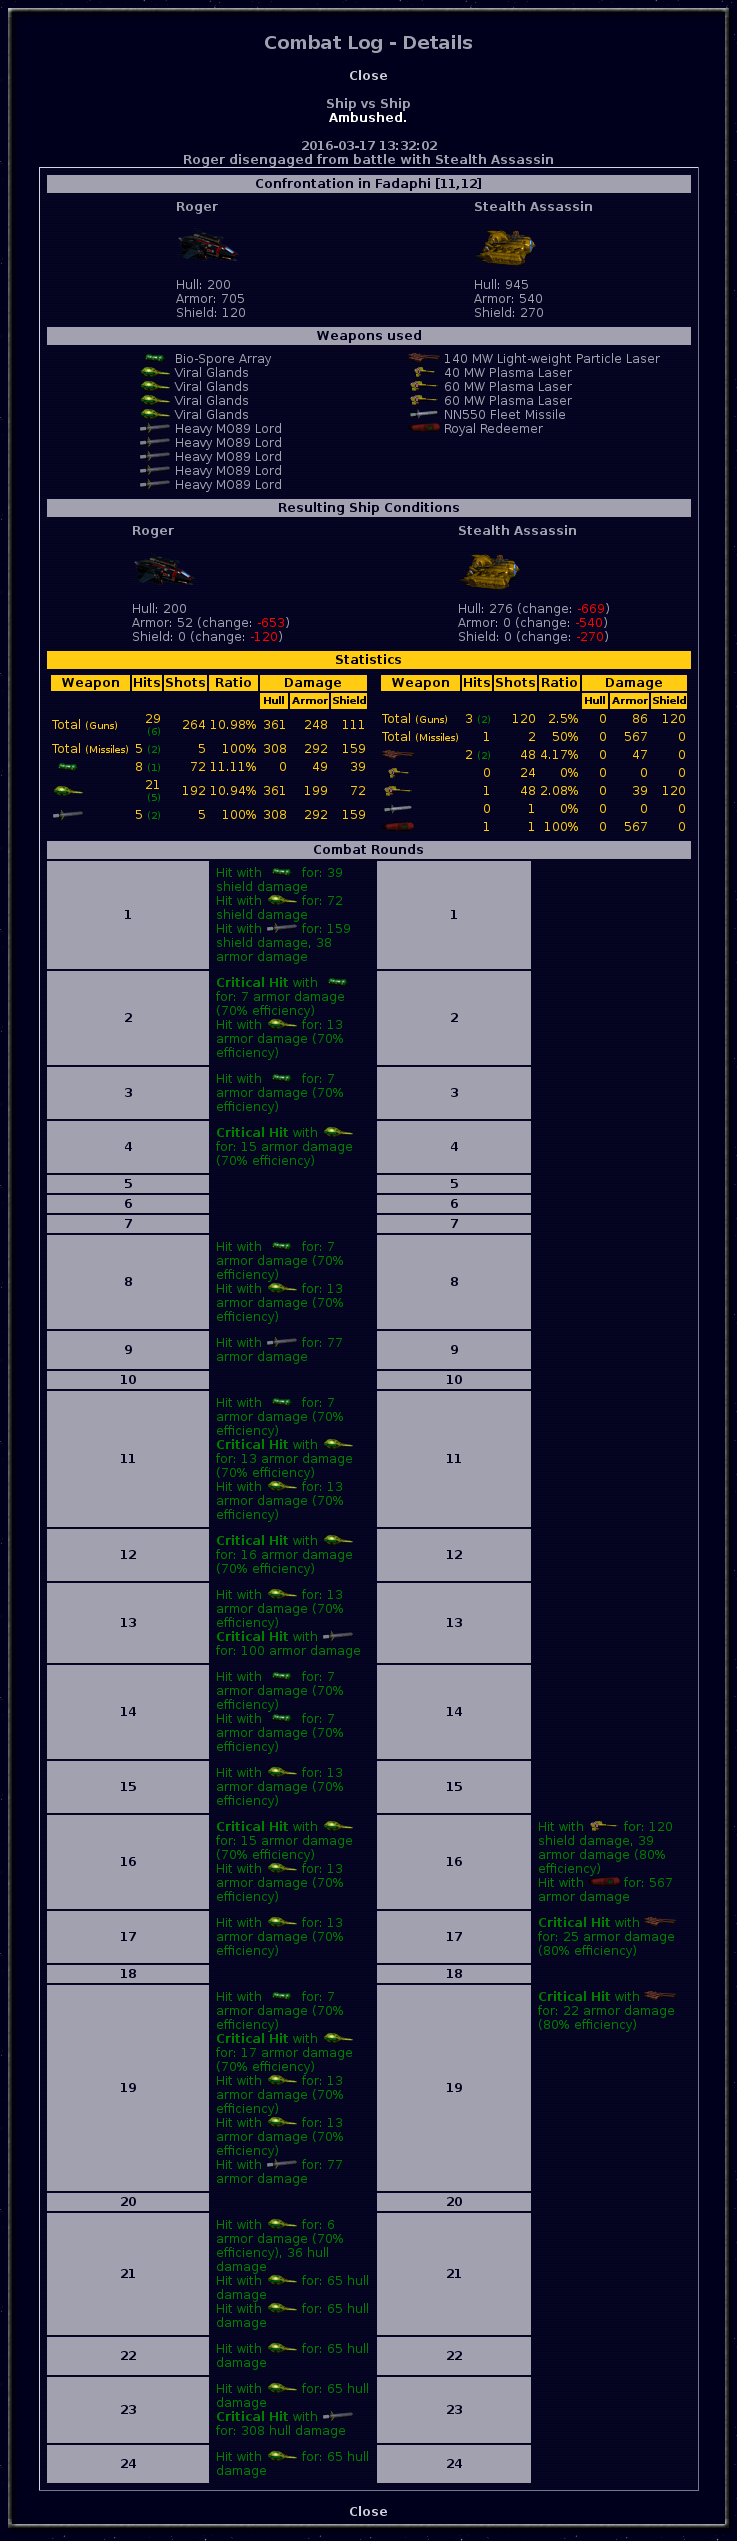 Combat Log - Details
Close
Ship vs Ship
Ambushed.
2016-03-17 13:32:02
Roger disengaged from battle with Stealth Assassin
Confrontation in Fadaphi [11,12]
Roger
Hull: 200
Armor: 705
Shield: 120
Stealth Assassin
Hull: 945
Armor: 540
Shield: 270
Weapons used
Bio-Spore Array
Viral Glands
Viral Glands
Viral Glands
Viral Glands
Heavy M089 Lord
Heavy M089 Lord
Heavy M089 Lord
Heavy M089 Lord
Heavy M089 Lord
140 MW Light-weight Particle Laser
40 MW Plasma Laser
60 MW Plasma Laser
60 MW Plasma Laser
NN550 Fleet Missile
Royal Redeemer
Resulting Ship Conditions
Roger
Hull: 200
Armor: 52 (change: -653)
Shield: 0 (change: -120)
Stealth Assassin
Hull: 276 (change: -669)
Armor: 0 (change: -540)
Shield: 0 (change: -270)
Statistics
Weapon Hits Shots Ratio Damage
Hull Armor Shield
Total (Guns) 29 (6) 264 10.98% 361 248 111
Total (Missiles) 5 (2) 5 100% 308 292 159
8 (1) 72 11.11% 0 49 39
21 (5) 192 10.94% 361 199 72
5 (2) 5 100% 308 292 159
Weapon Hits Shots Ratio Damage
Hull Armor Shield
Total (Guns) 3 (2) 120 2.5% 0 86 120
Total (Missiles) 1 2 50% 0 567 0
2 (2) 48 4.17% 0 47 0
0 24 0% 0 0 0
1 48 2.08% 0 39 120
0 1 0% 0 0 0
1 1 100% 0 567 0
Combat Rounds
1
Hit with for: 39
shield damage
Hit with for: 72
shield damage
Hit with for: 159
shield damage, 38
armor damage
1
2
Critical Hit with
for: 7 armor damage
(70% efficiency)
Hit with for: 13
armor damage (70%
efficiency)
2
3
Hit with for: 7
armor damage (70%
efficiency)
3
4
Critical Hit with
for: 15 armor damage
(70% efficiency)
4
5
5
6
6
7
7
8
Hit with for: 7
armor damage (70%
efficiency)
Hit with for: 13
armor damage (70%
efficiency)
8
9
Hit with for: 77
armor damage
9
10
10
11
Hit with for: 7
armor damage (70%
efficiency)
Critical Hit with
for: 13 armor damage
(70% efficiency)
Hit with for: 13
armor damage (70%
efficiency)
11
12
Critical Hit with
for: 16 armor damage
(70% efficiency)
12
13
Hit with for: 13
armor damage (70%
efficiency)
Critical Hit with
for: 100 armor damage
13
14
Hit with for: 7
armor damage (70%
efficiency)
Hit with for: 7
armor damage (70%
efficiency)
14
15
Hit with for: 13
armor damage (70%
efficiency)
15
16
Critical Hit with
for: 15 armor damage
(70% efficiency)
Hit with for: 13
armor damage (70%
efficiency)
16
Hit with for: 120
shield damage, 39
armor damage (80%
efficiency)
Hit with for: 567
armor damage
17
Hit with for: 13
armor damage (70%
efficiency)
17
Critical Hit with
for: 25 armor damage
(80% efficiency)
18
18
19
Hit with for: 7
armor damage (70%
efficiency)
Critical Hit with
for: 17 armor damage
(70% efficiency)
Hit with for: 13
armor damage (70%
efficiency)
Hit with for: 13
armor damage (70%
efficiency)
Hit with for: 77
armor damage
19
Critical Hit with
for: 22 armor damage
(80% efficiency)
20
20
21
Hit with for: 6
armor damage (70%
efficiency), 36 hull
damage
Hit with for: 65 hull
damage
Hit with for: 65 hull
damage
21
22
Hit with for: 65 hull
damage
22
23
Hit with for: 65 hull
damage
Critical Hit with
for: 308 hull damage
23
24
Hit with for: 65 hull
damage
24
Close